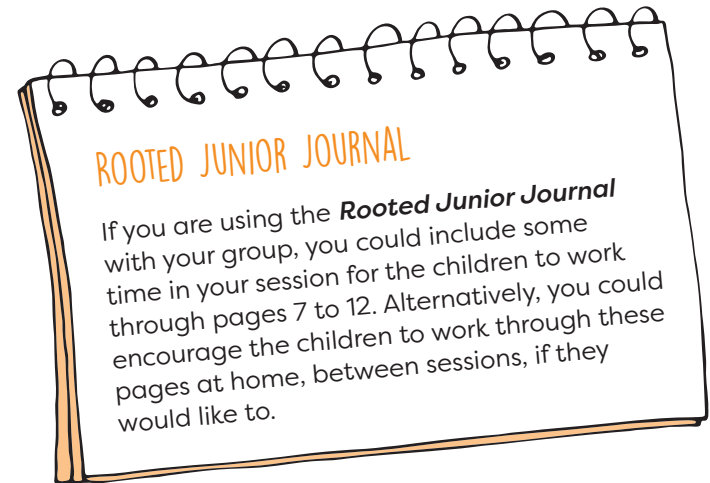 ROOTED JUNIOR JOURNAL
If you are using the Rooted Junior Journal
with your group, you could include some
time in your session for the children to work
through pages 7 to 12. Alternatively, you could
encourage the children to work through these
pages at home, between sessions, if they
would like to.